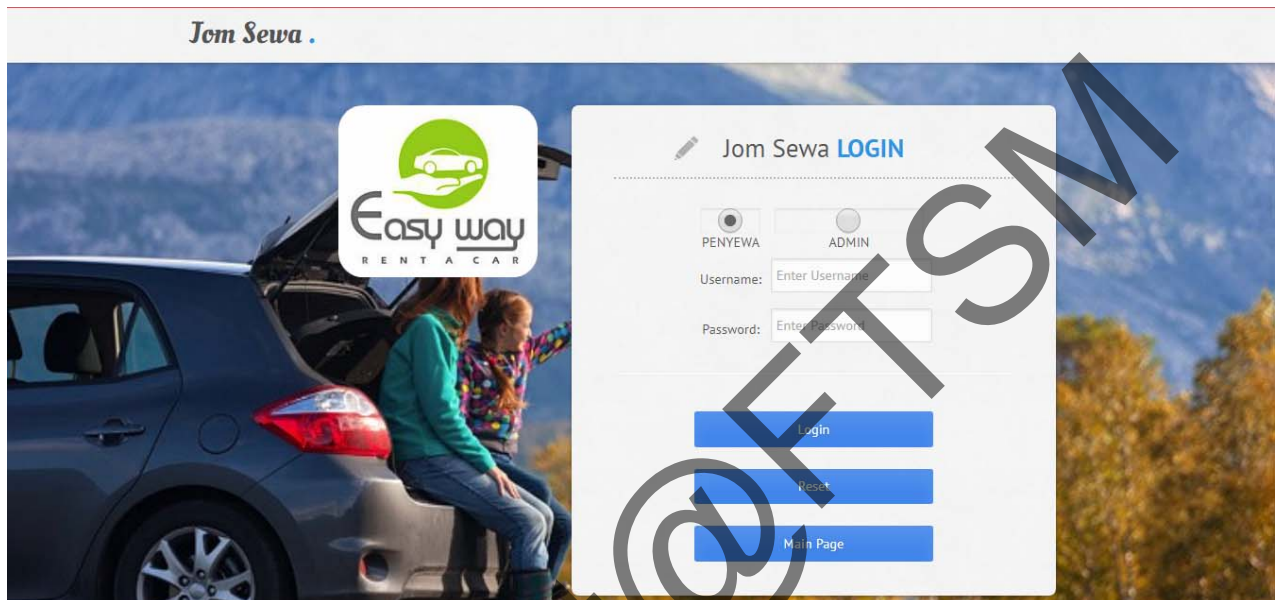 Jom Sewa .
Easy way
RENT A CAR
Jom Sewa LOGIN
PENYEWA ADMIN
Username: Enter Username
Password: Enter Password
Login
Reset
Main Page
@FTSM